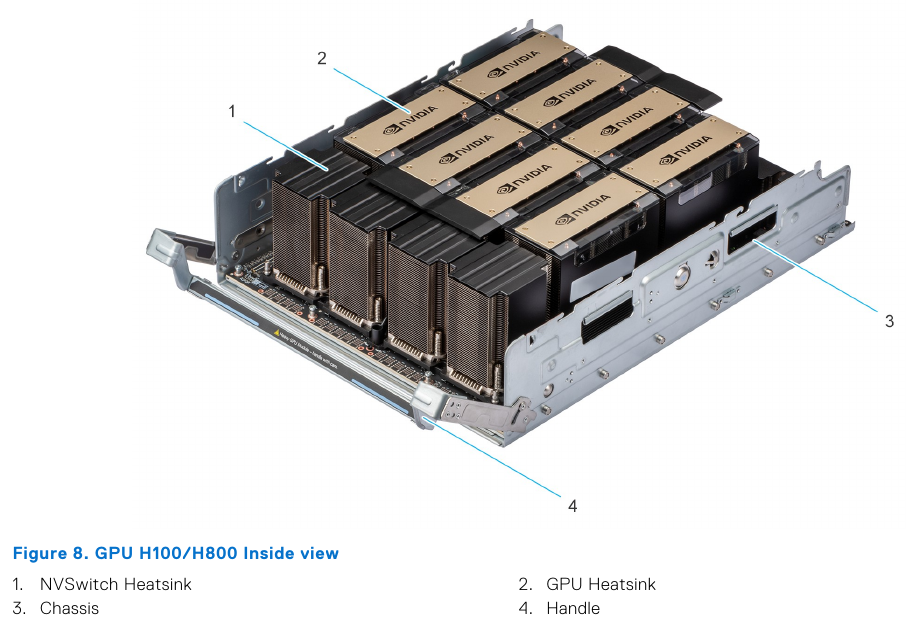 NVIDIA
2
NVIDIA
1
NVIDIA
NVIDIA
NVIDIA
NVIDIA
NVIDIA
NVIDIA
3
4
Figure 8. GPU H100/H800 Inside view
1. NVSwitch Heatsink
2. GPU Heatsink
3. Chassis
4. Handle